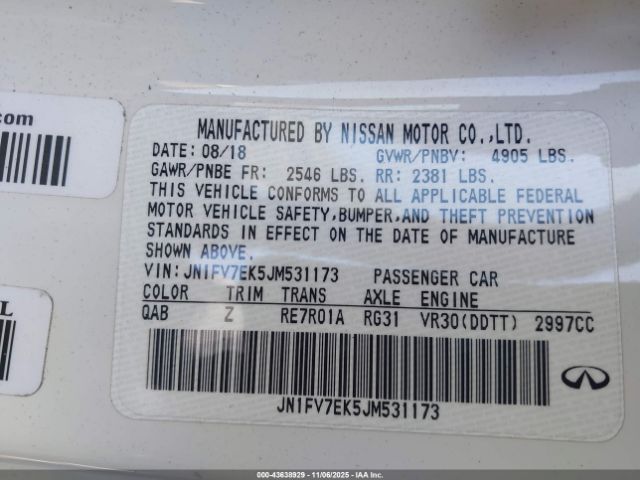 s.com
MANUFACTURED BY NISSAN MOTOR CO.,LTD.
DATE: 08/18 GVWR/PNBV: 4905 LBS.
GAWR/PNBE FR: 2546 LBS. RR: 2381 LBS.
THIS VEHICLE CONFORMS TO ALL APPLICABLE FEDERAL
MOTOR VEHICLE SAFETY,BUMPER,AND THEFT PREVENTION
STANDARDS IN EFFECT ON THE DATE OF MANUFACTURE
SHOWN ABOVE.
VIN:JN1FV7EK5JM531173 PASSENGER CAR
COLOR TRIM TRANS AXLE ENGINE
QAB Z RE7R01A RG31 VR30(DDTT) 2997CC
JN1FV7EK5JM531173
L
000-43638929 - 11/06/2025 - IAAI.COM